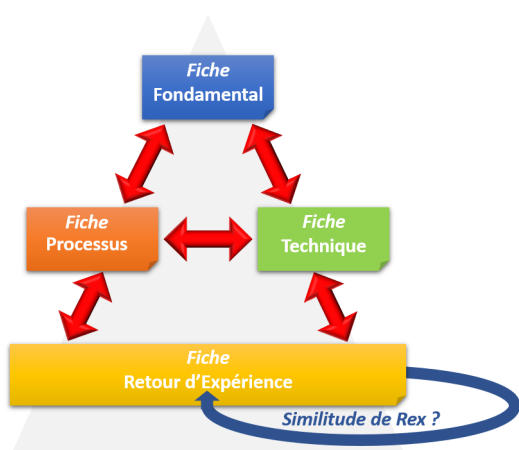 Fiche
Fondamental
Fiche
Processus
Fiche
Technique
Fiche
Retour d'Expérience
Similitude de Rex ?